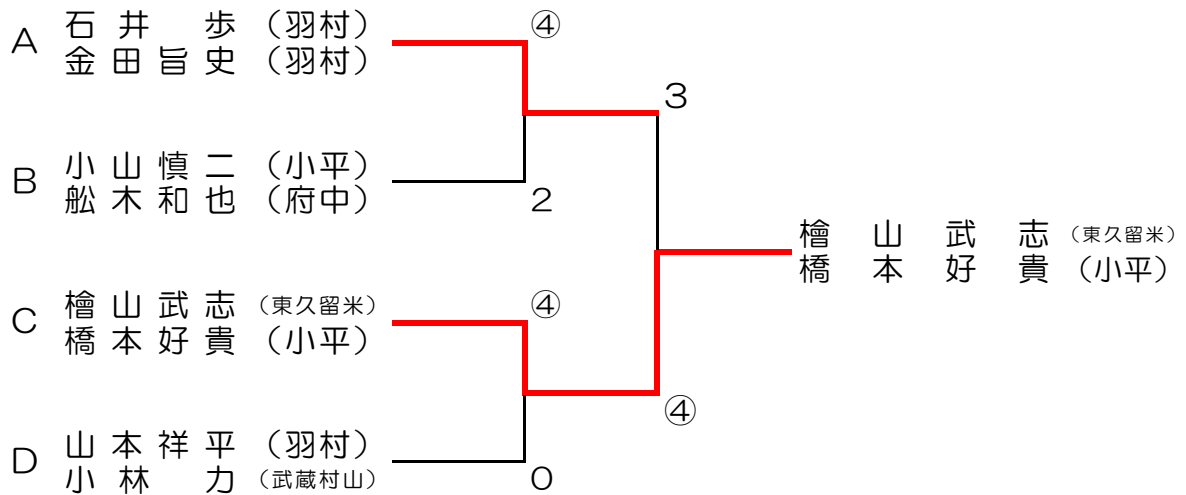 A
石井 歩（羽村）
金田旨史（羽村）
④
3
B
小山慎二（小平）
舩木和也（府中）
2
檜山武志（東久留米）
橋本好貴（小平）
C
檜山武志（東久留米）
橋本好貴（小平）
④
④
D
山本祥平（羽村）
小林 力（武蔵村山）
0